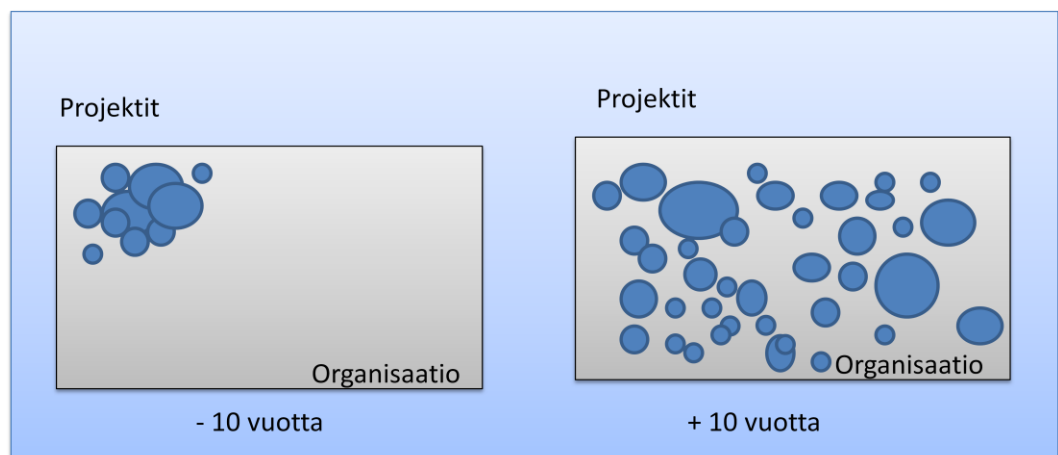 Projektit
Projektit
Organisaatio
Organisaatio
- 10 vuotta
+ 10 vuotta